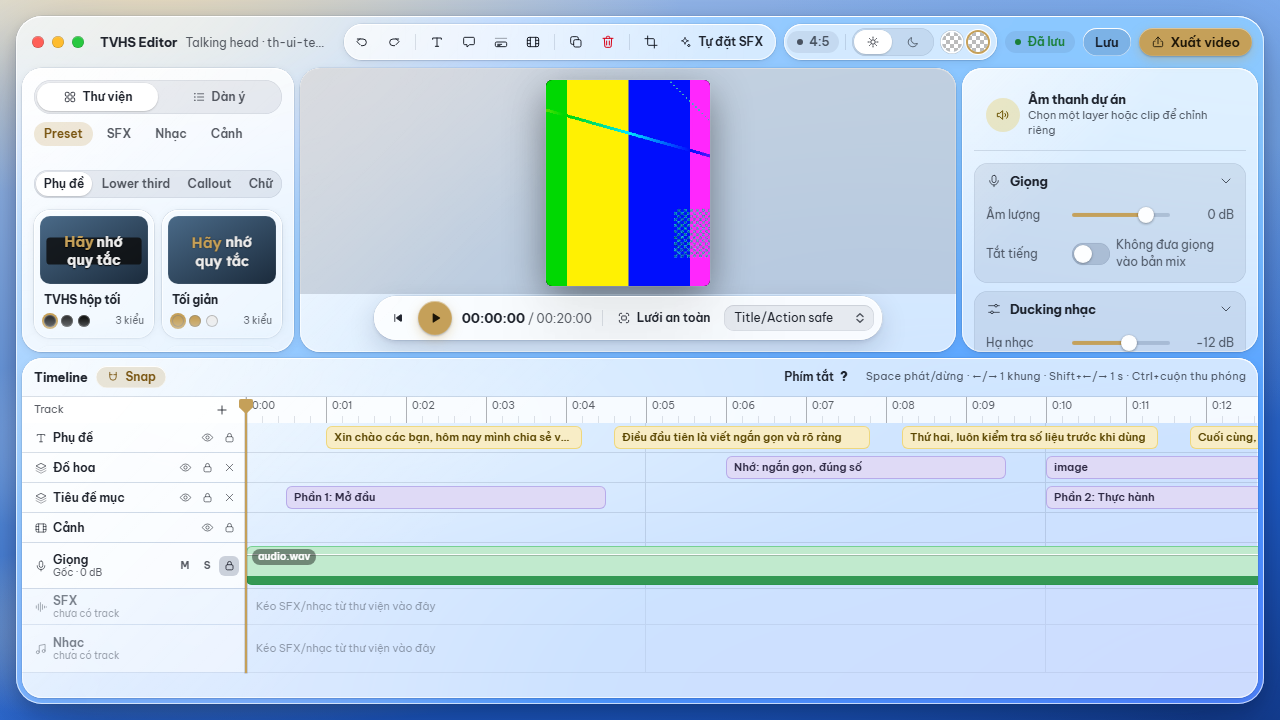 TVHS Editor Talking head · th-ui-te...
Tự đặt SFX
4:5
Đã lưu
Lưu
Xuất video
Thư viện
Dàn ý
Preset
SFX
Nhạc
Cảnh
Phụ đề
Lower third
Callout
Chữ
Hãy nhớ
quy tắc
TVHS hộp tối
3 kiểu
Hãy nhớ
quy tắc
Tối giản
3 kiểu
00:00:00 / 00:20:00
Lưới an toàn
Title/Action safe
Âm thanh dự án
Chọn một layer hoặc clip để chỉnh
riêng
Giọng
Âm lượng
0 dB
Tắt tiếng
Không đưa giọng
vào bản mix
Ducking nhạc
Hạ nhạc
-12 dB
Timeline
Snap
Phím tắt ?
Space phát/dừng · ←/→ 1 khung · Shift+←/→ 1 s · Ctrl+cuộn thu phóng
Track
0:00
0:01
0:02
0:03
0:04
0:05
0:06
0:07
0:08
0:09
0:10
0:11
0:12
Phụ đề
Xin chào các bạn, hôm nay mình chia sẻ v...
Điều đầu tiên là viết ngắn gọn và rõ ràng
Thứ hai, luôn kiểm tra số liệu trước khi dùng
Cuối cùng,
Đồ họa
Nhớ: ngắn gọn, đúng số
image
Tiêu đề mục
Phần 1: Mở đầu
Phần 2: Thực hành
Cảnh
Giọng
Gốc · 0 dB
M
S
audio.wav
SFX
chưa có track
Kéo SFX/nhạc từ thư viện vào đây
Nhạc
chưa có track
Kéo SFX/nhạc từ thư viện vào đây